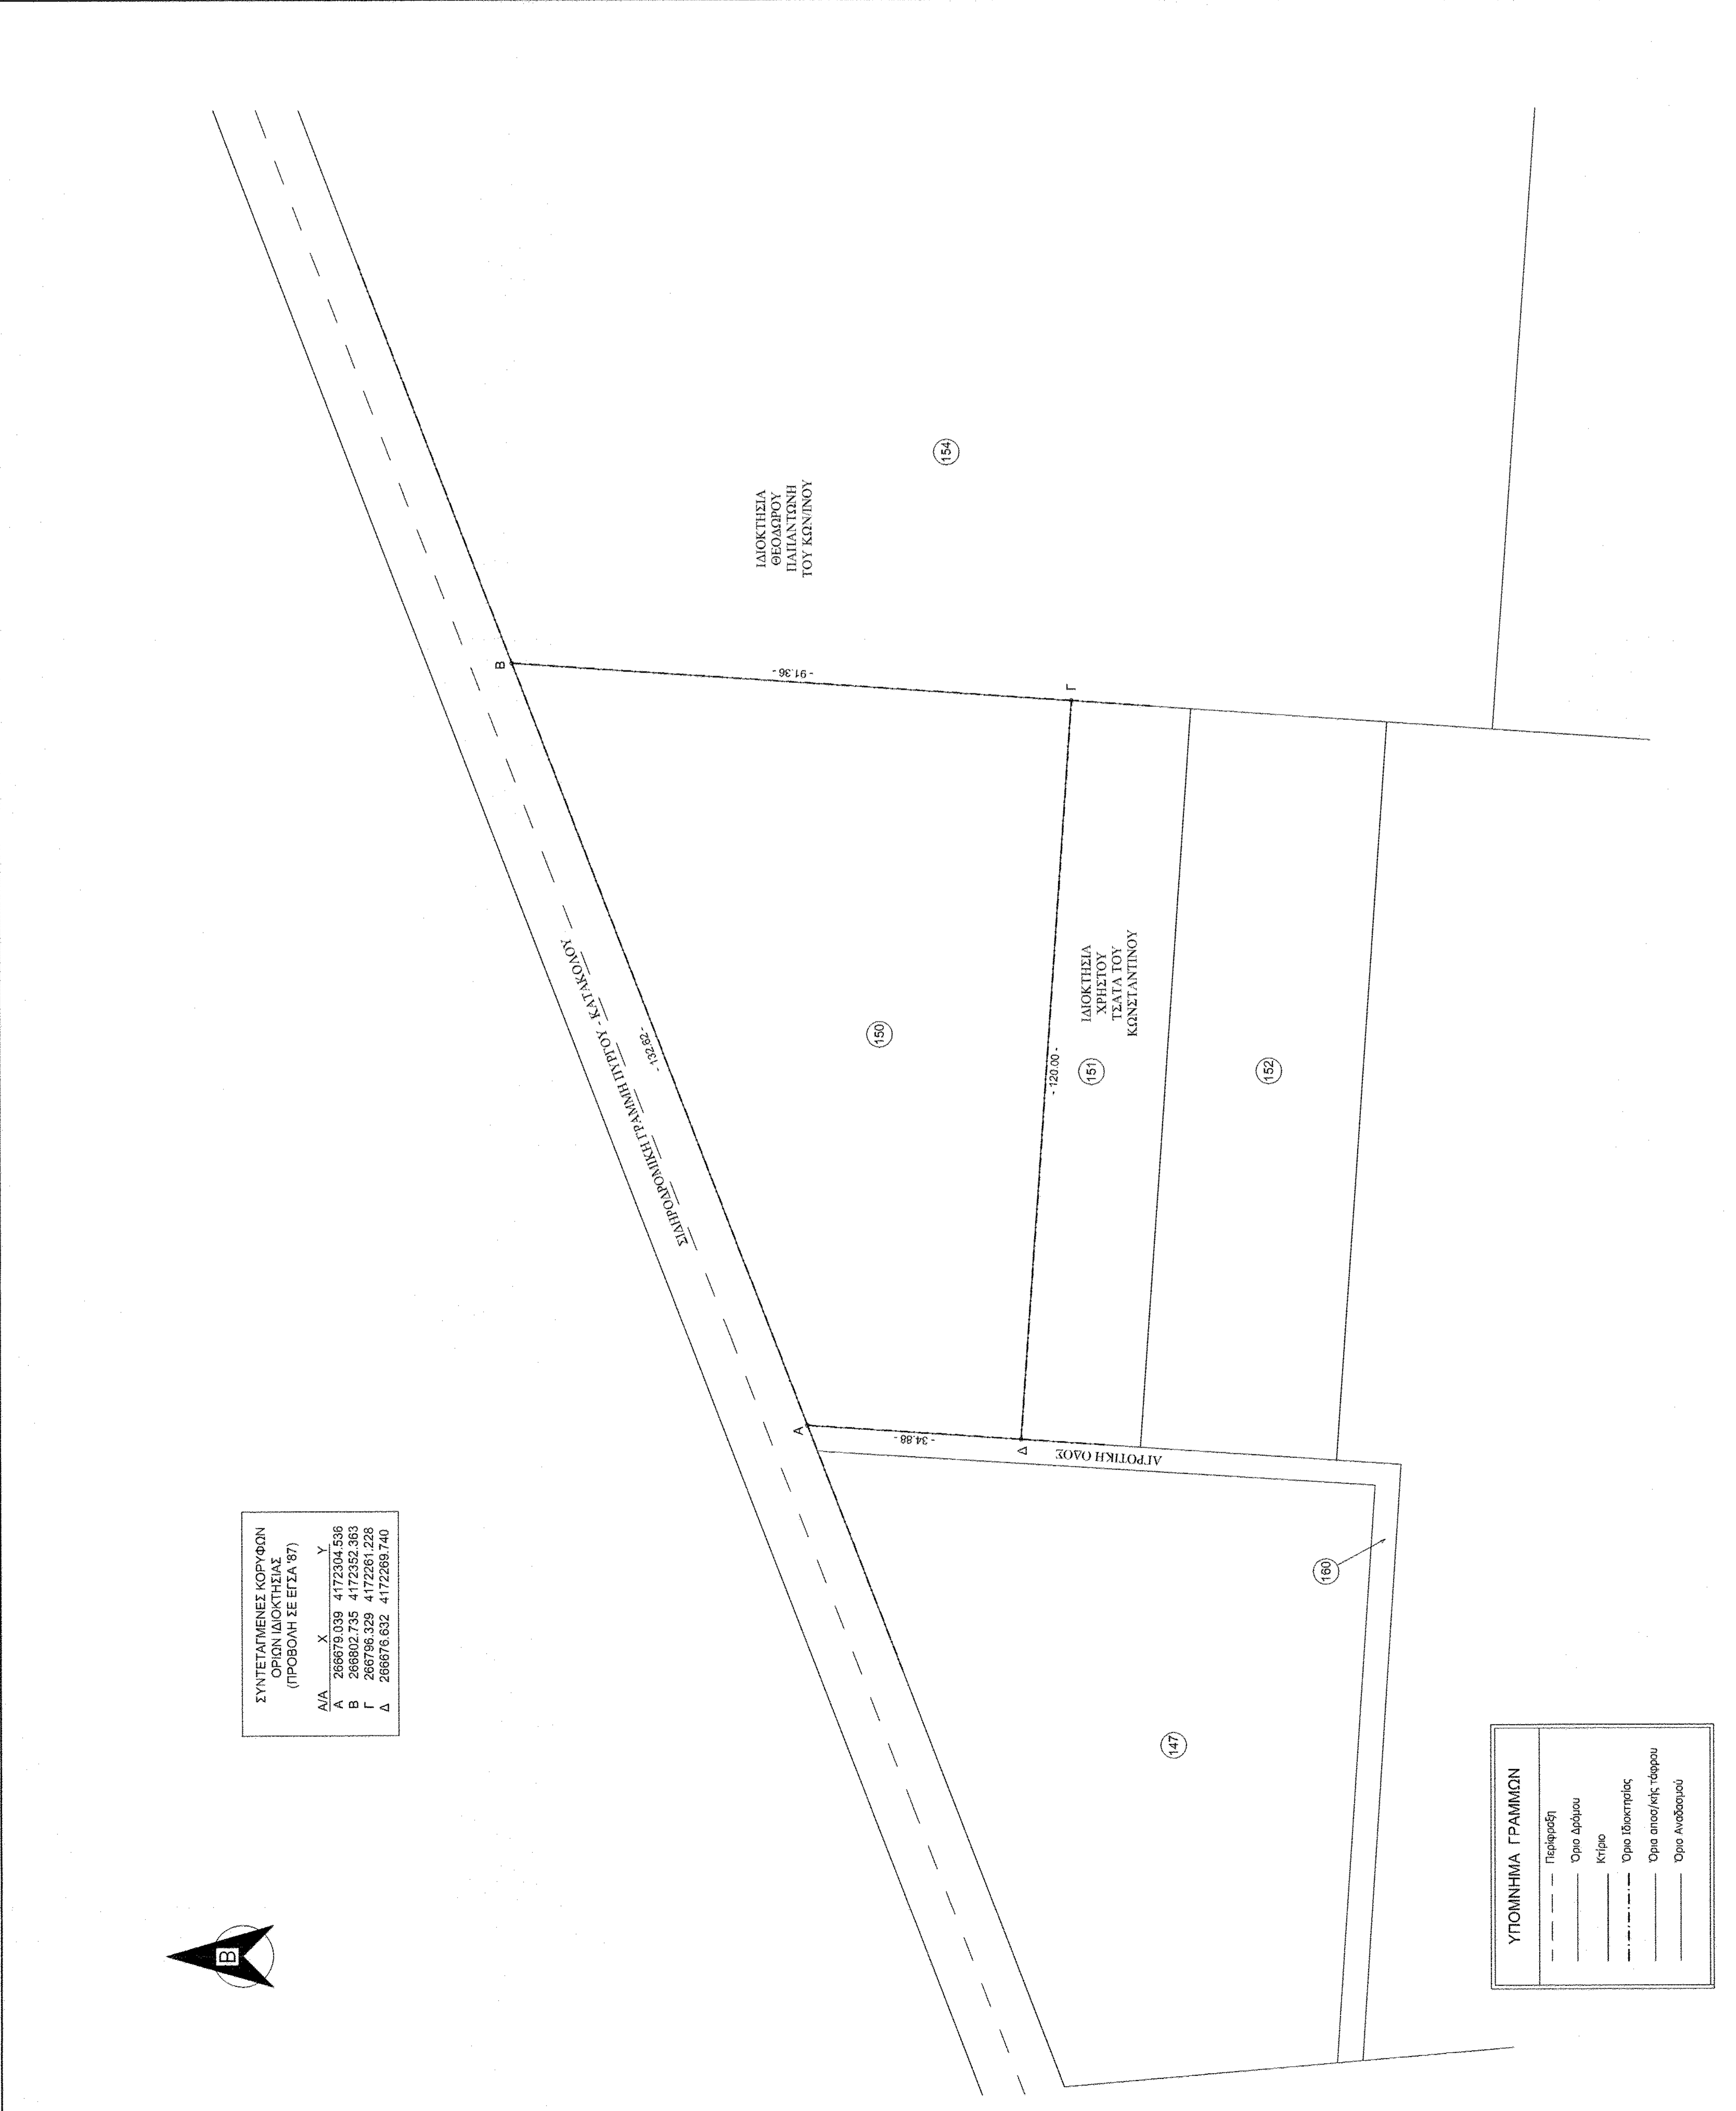 ΣΥΝΤΕΤΑΓΜΕΝΕΣ ΚΟΡΥΦΩΝ
ΟΡΙΩΝ ΙΔΙΟΚΤΗΣΙΑΣ
(ΠΡΟΒΟΛΗ ΣΕ ΕΓΣΑ '87)
Α/Α X Y
Α 266679.039 4172304.536
Β 266802.735 4172352.363
Γ 266796.329 4172261.228
Δ 266676.632 4172269.740
Β
ΣΙΔΗΡΟΔΡΟΜΙΚΗ ΓΡΑΜΜΗ ΠΥΡΓΟΥ - ΚΑΤΑΚΟΛΟΥ
- 132.62 -
Α
Β
Γ
Δ
- 91.36 -
- 34.88 -
- 120.00 -
ΙΔΙΟΚΤΗΣΙΑ
ΘΕΟΔΩΡΟΥ
ΠΑΠΑΝΤΩΝΗ
ΤΟΥ ΚΩΝ/ΙΝΟΥ
154
150
151
ΙΔΙΟΚΤΗΣΙΑ
ΧΡΗΣΤΟΥ
ΤΣΑΤΑ ΤΟΥ
ΚΩΝΣΤΑΝΤΙΝΟΥ
152
ΑΓΡΟΤΙΚΗ ΟΔΟΣ
160
147
ΥΠΟΜΝΗΜΑ ΓΡΑΜΜΩΝ
Περίφραξη
Όριο Δρόμου
Κτίριο
Όριο Ιδιοκτησίας
Όρια αποσ/κής τάφρου
Όριο Αναδασμού